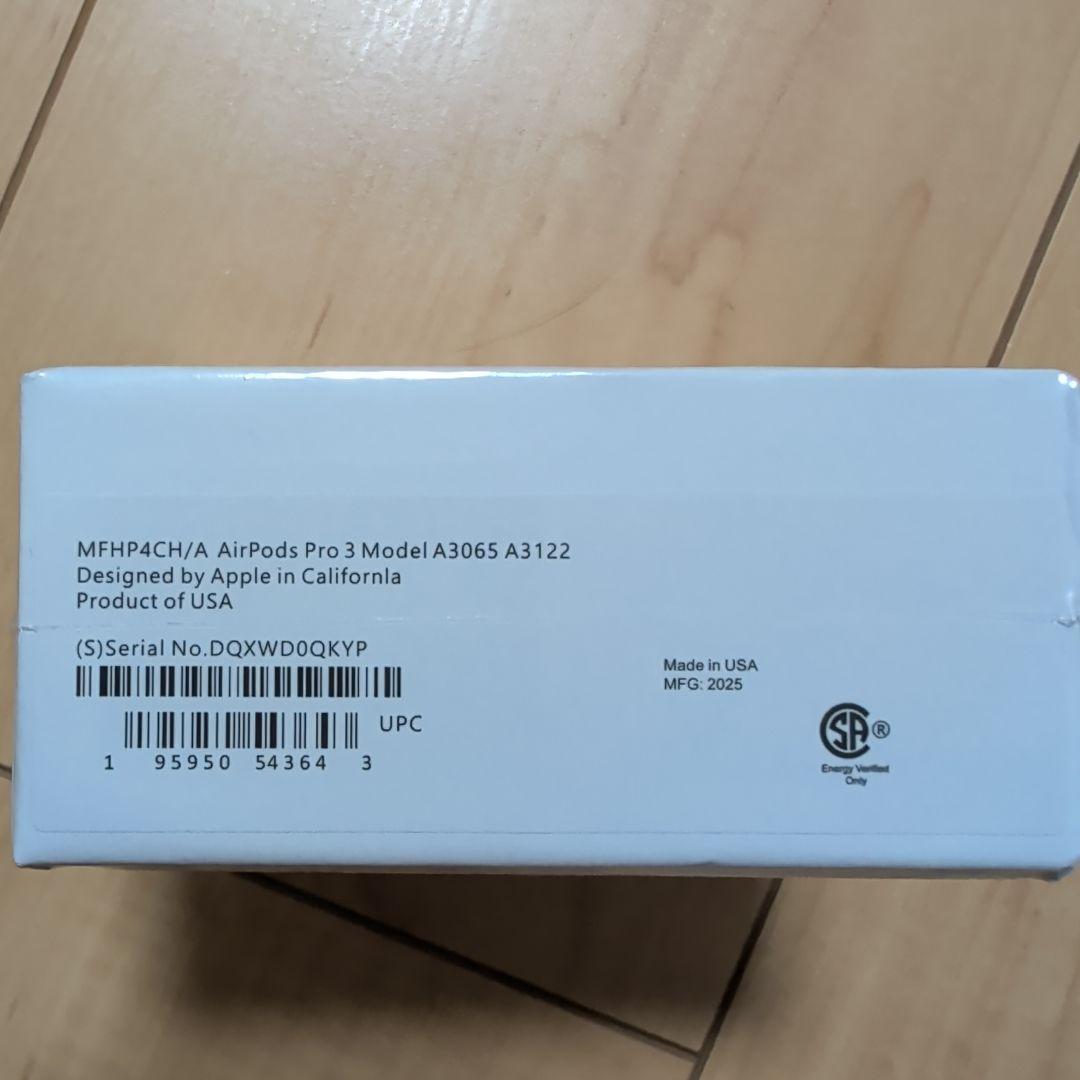 MFHP4CH/A AirPods Pro 3 Model A3065 A3122
Designed by Apple in Californla
Product of USA
(S)Serial No.DQXWD0QKYP
UPC
1 95950 54364 3
Made in USA
MFG: 2025
SA®
Energy Verified
Only